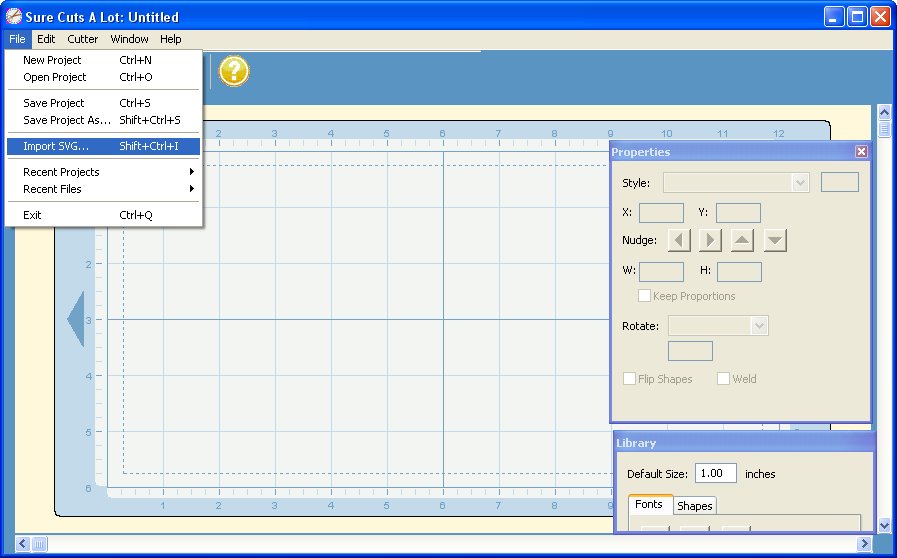 Sure Cuts A Lot: Untitled
File Edit Cutter Window Help
New Project Ctrl+N
Open Project Ctrl+O
Save Project Ctrl+S
Save Project As... Shift+Ctrl+S
Import SVG... Shift+Ctrl+I
Recent Projects
Recent Files
Exit Ctrl+Q
?
2 3 4 5 6 7 8 9 10 11 12
Properties
Style:
X: Y:
Nudge:
W: H:
Keep Proportions
Rotate:
Flip Shapes Weld
2
3
4
5
6
1 2 3 4 5 6 7 8 9
Library
Default Size: 1.00 inches
Fonts Shapes